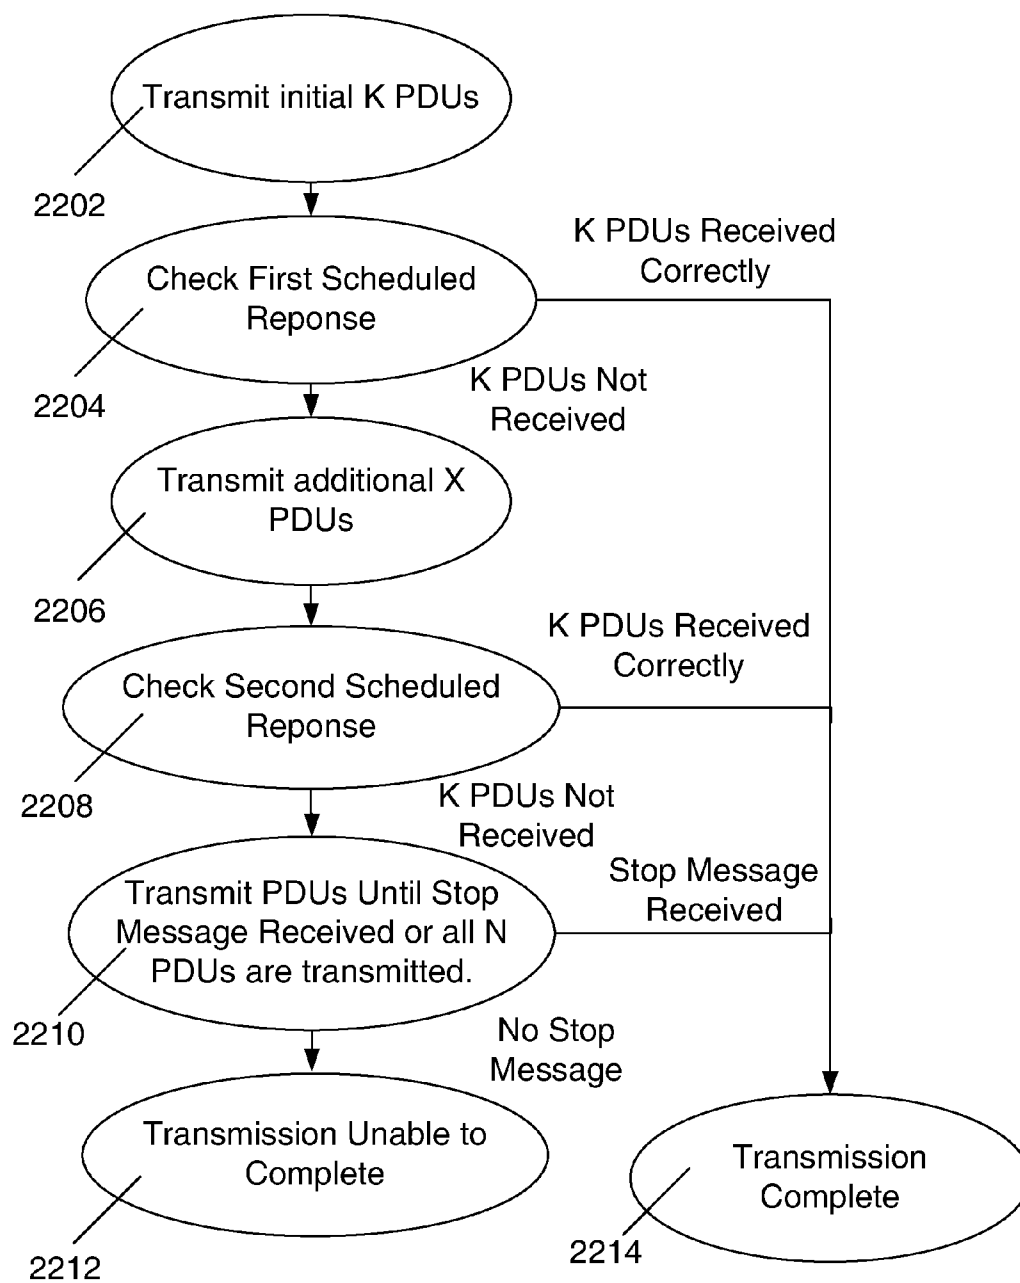 Transmit initial K PDUs
2202
K PDUs Received
Correctly
Check First Scheduled
Reponse
2204
K PDUs Not
Received
Transmit additional X
PDUs
2206
K PDUs Received
Correctly
Check Second Scheduled
Reponse
2208
K PDUs Not
Received
Stop Message
Received
Transmit PDUs Until Stop
Message Received or all N
PDUs are transmitted.
2210
No Stop
Message
Transmission Unable to
Complete
2212
Transmission
Complete
2214